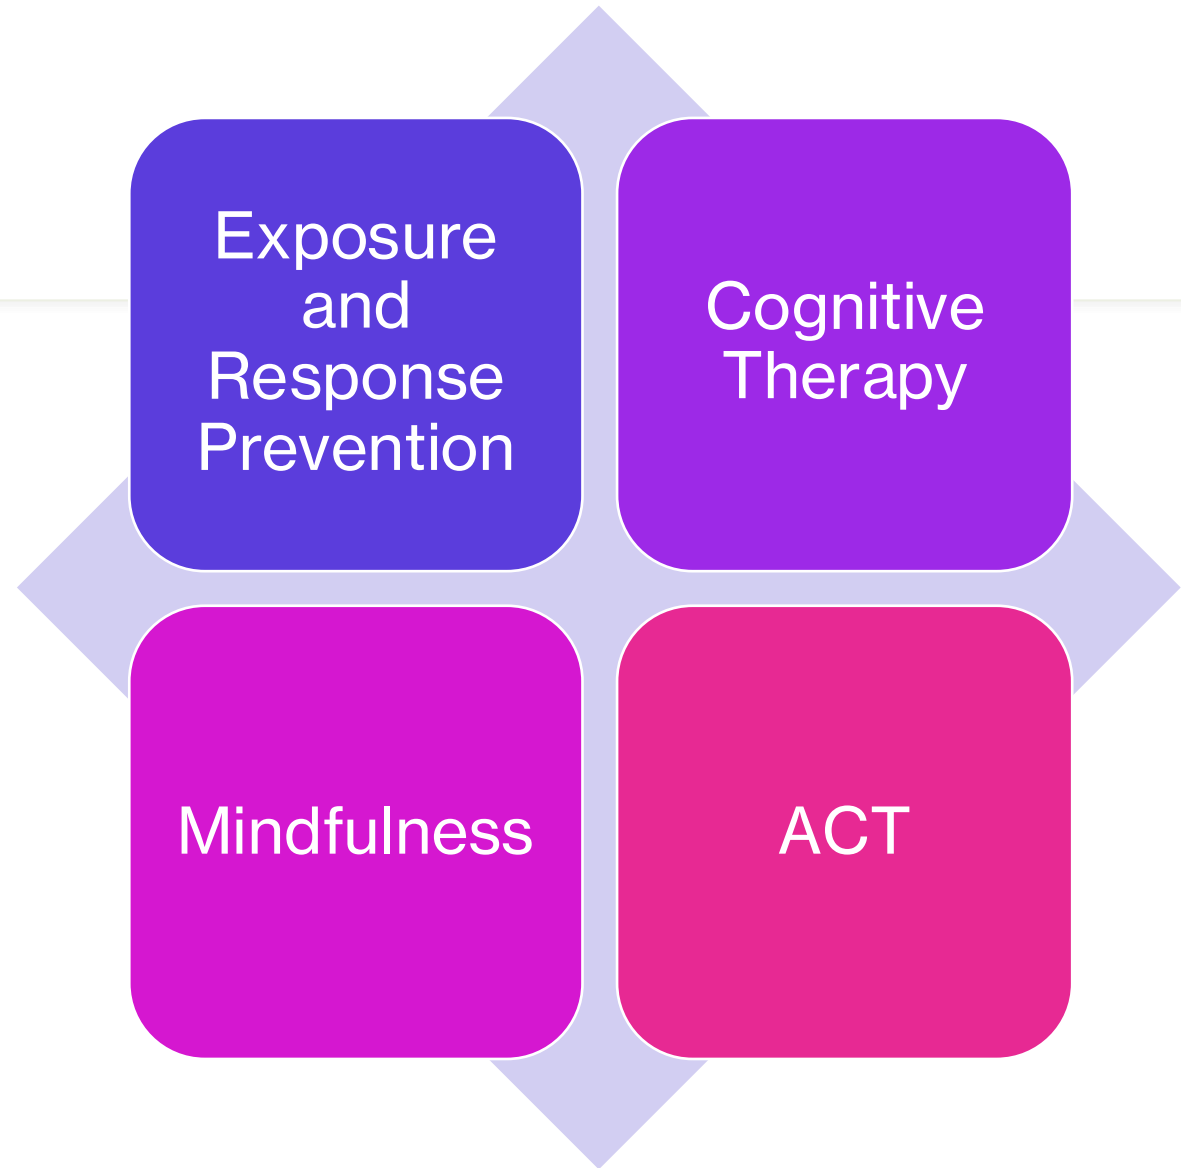 Exposure
and
Response
Prevention
Cognitive
Therapy
Mindfulness
ACT